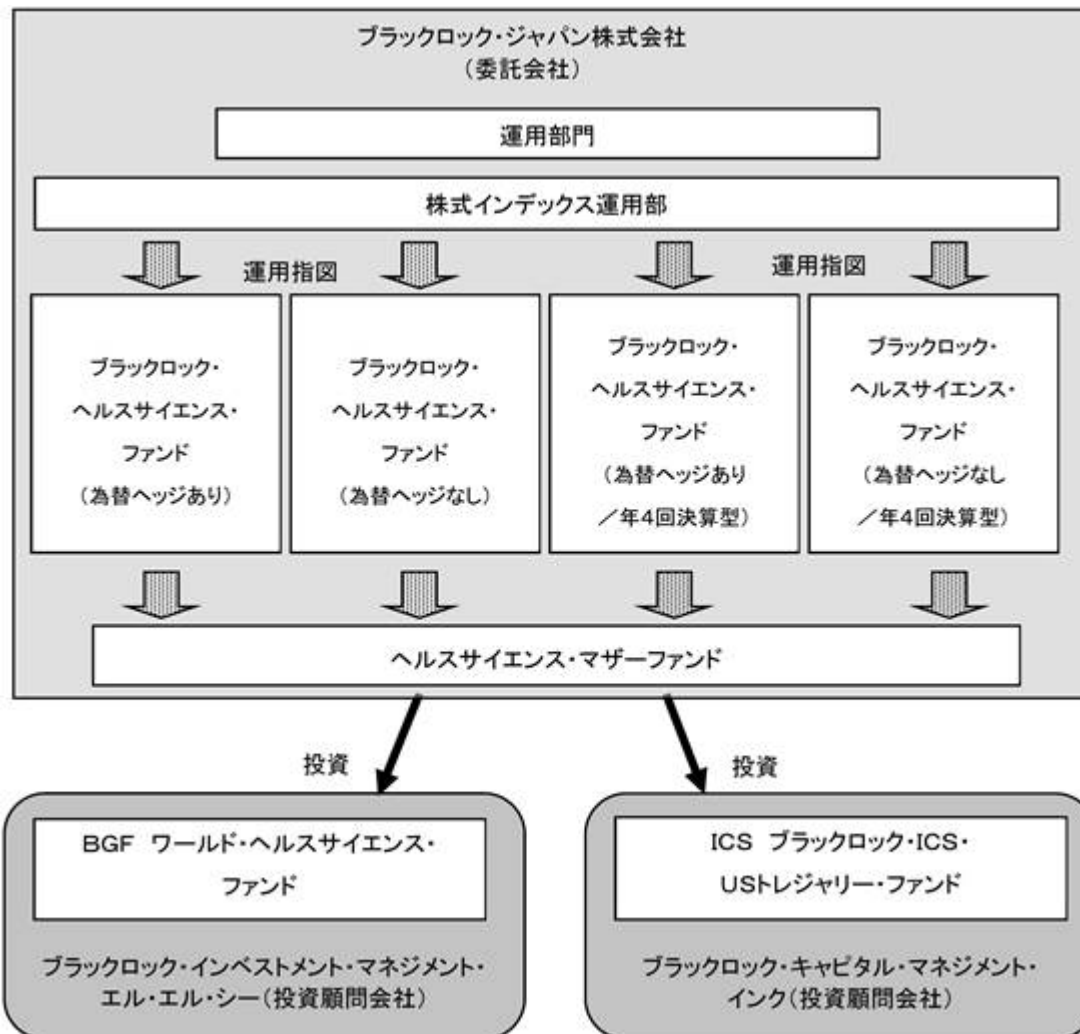 ブラックロック・ジャパン株式会社
（委託会社）
運用部門
株式インデックス運用部
運用指図
運用指図
ブラックロック・
ヘルスサイエンス・
ファンド
（為替ヘッジあり）
ブラックロック・
ヘルスサイエンス・
ファンド
（為替ヘッジなし）
ブラックロック・
ヘルスサイエンス・
ファンド
（為替ヘッジあり
／年４回決算型）
ブラックロック・
ヘルスサイエンス・
ファンド
（為替ヘッジなし
／年４回決算型）
ヘルスサイエンス・マザーファンド
投資
投資
ＢＧＦ ワールド・ヘルスサイエンス・
ファンド
ブラックロック・インベストメント・マネジメント・
エル・エル・シー（投資顧問会社）
ＩＣＳ ブラックロック・ＩＣＳ・
ＵＳトレジャリー・ファンド
ブラックロック・キャピタル・マネジメント・
インク（投資顧問会社）